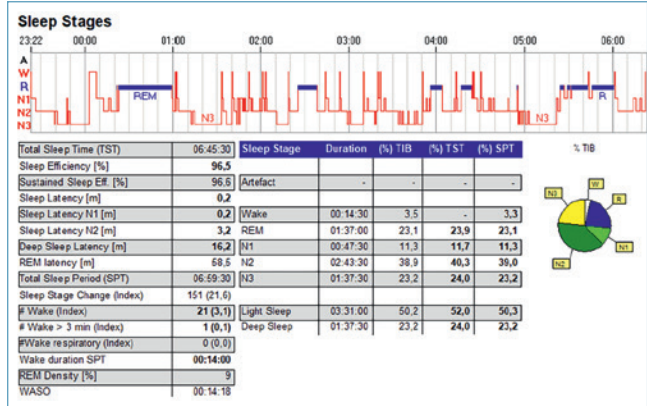 Sleep Stages
23:22 00:00 01:00 02:00 03:00 04:00 05:00 06:00
A
W
R
N1
N2
N3
REM
N3
N3
R
Total Sleep Time (TST) 06:45:30
Sleep Efficiency [%] 96,5
Sustained Sleep Eff. [%] 96,6
Sleep Latency [m] 0,2
Sleep Latency N1 [m] 0,2
Sleep Latency N2 [m] 3,2
Deep Sleep Latency [m] 16,2
REM latency [m] 58,5
Total Sleep Period (SPT) 06:59:30
Sleep Stage Change (Index) 151 (21,6)
# Wake (Index) 21 (3,1)
# Wake > 3 min (Index) 1 (0,1)
#Wake respiratory (Index) 0 (0,0)
Wake duration SPT 00:14:00
REM Density [%] 9
WASO 00:14:18
Sleep Stage Duration (%) TIB (%) TST (%) SPT
Artefact - - - -
Wake 00:14:30 3,5 - 3,3
REM 01:37:00 23,1 23,9 23,1
N1 00:47:30 11,3 11,7 11,3
N2 02:43:30 38,9 40,3 39,0
N3 01:37:30 23,2 24,0 23,2
Light Sleep 03:31:00 50,2 52,0 50,3
Deep Sleep 01:37:30 23,2 24,0 23,2
% TIB
W
R
N1
N2
N3